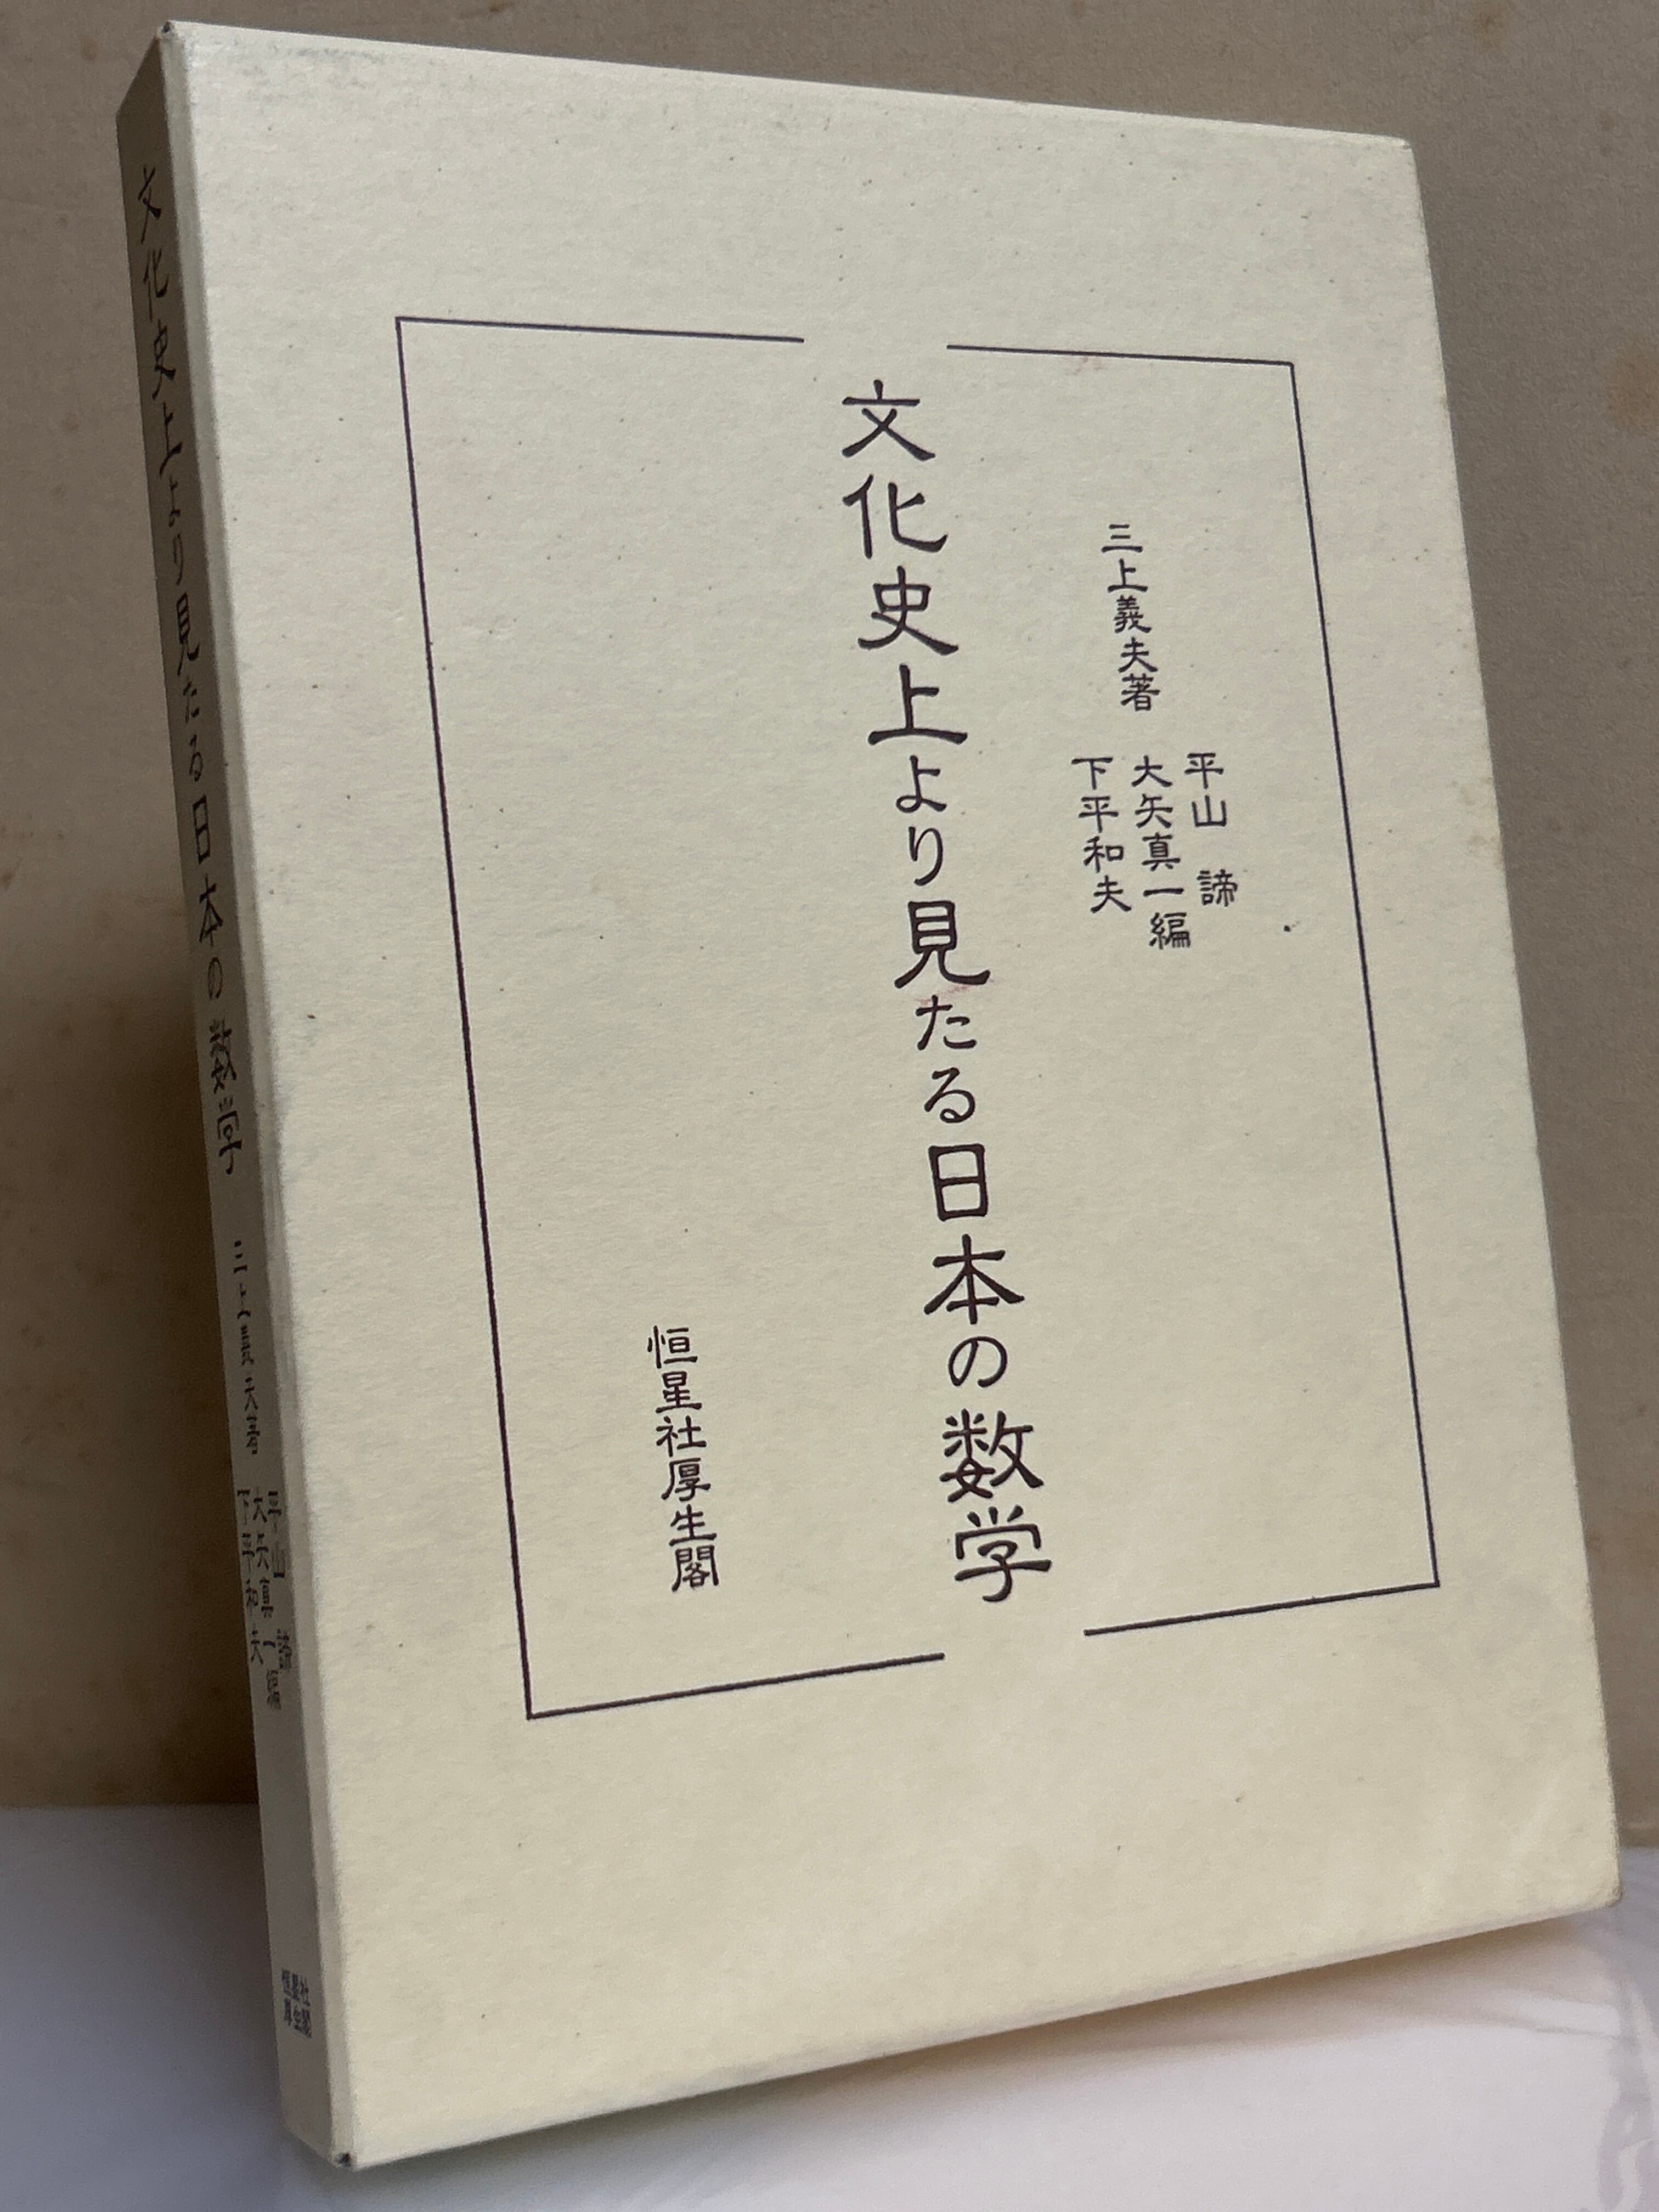 三上義夫著
平山 諦
大矢真一編
下平和夫
文化史上より見たる日本の数学
恒星社厚生閣
文化史上より見たる日本の数学
三上義夫著
平山 諦
大矢真一編
下平和夫
恒星社
厚生閣